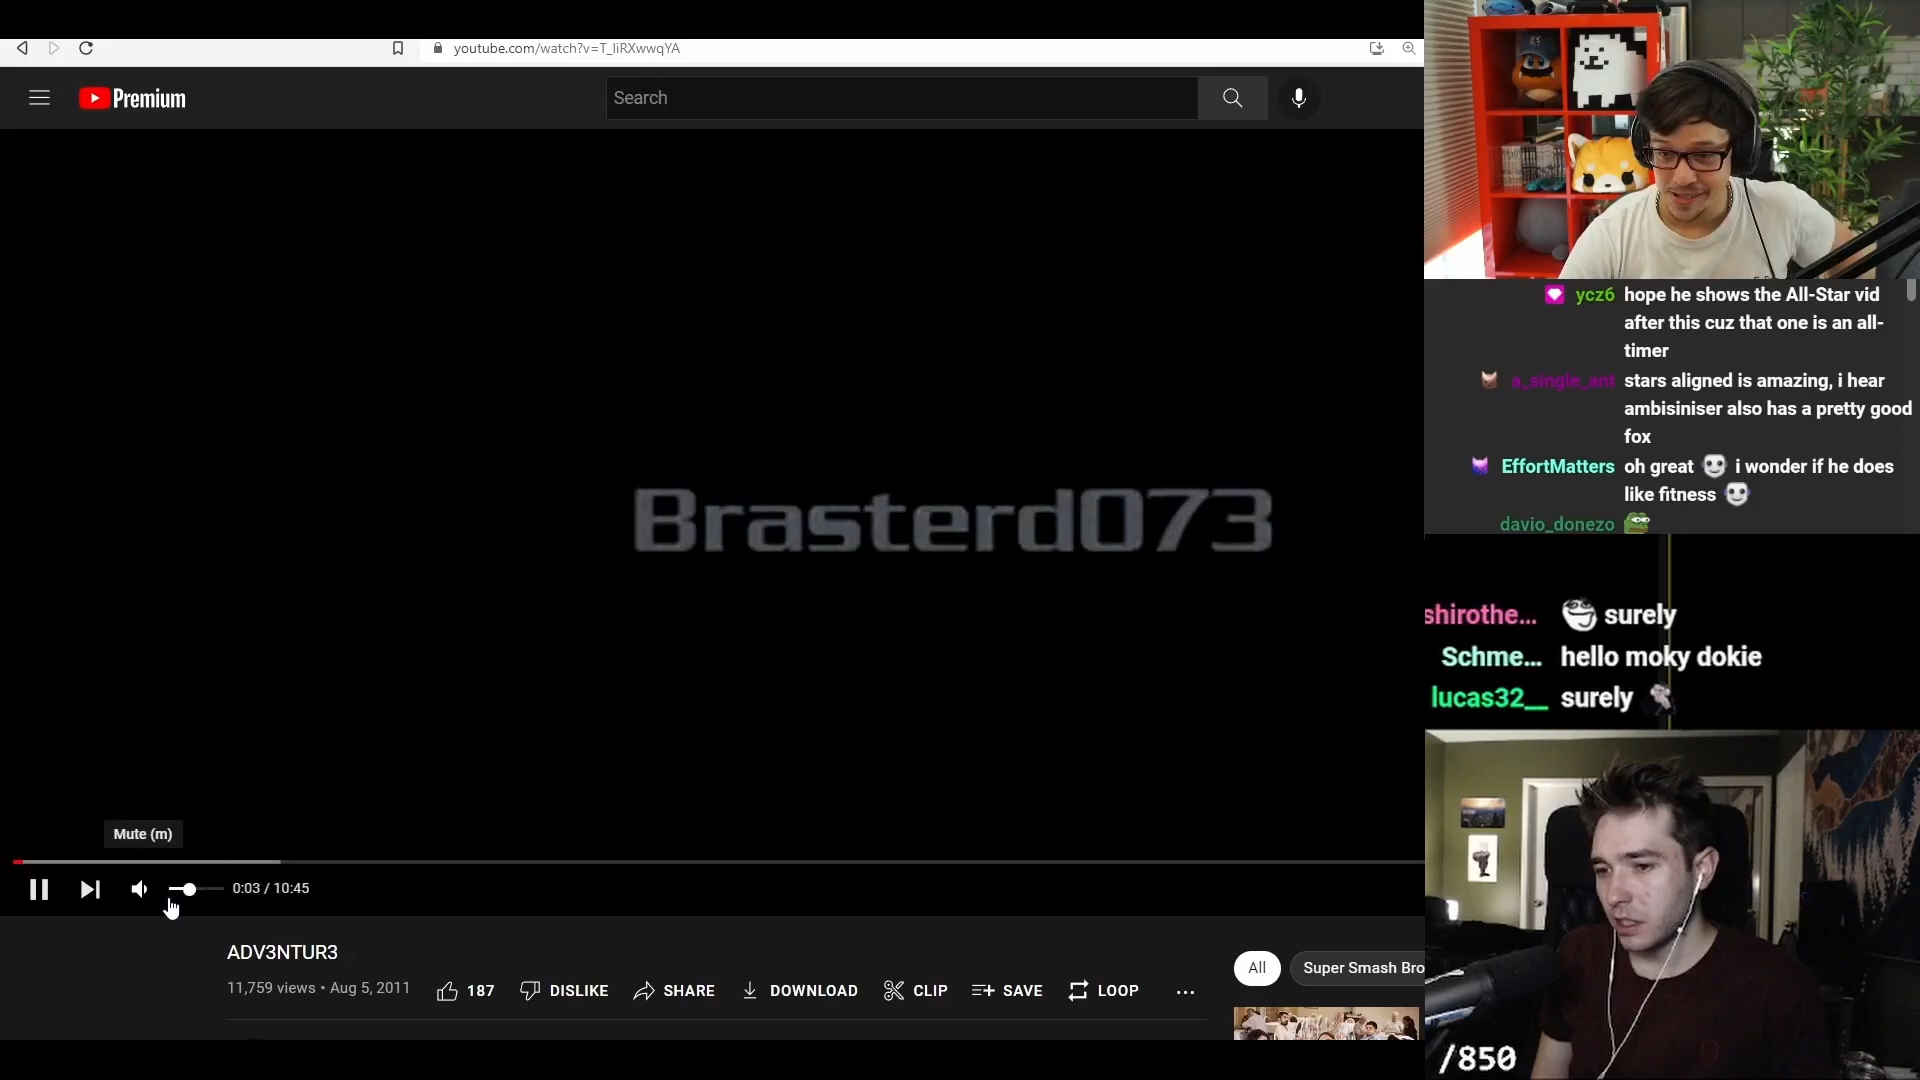 youtube.com/watch?v=T_liRXwwqYA
Premium
Search
Brasterd073
Mute (m)
0:03 / 10:45
ADV3NTUR3
11,759 views • Aug 5, 2011
187
DISLIKE
SHARE
DOWNLOAD
CLIP
SAVE
LOOP
All
Super Smash Bro
ycz6 hope he shows the All-Star vid
after this cuz that one is an all-
timer
a_single_ant stars aligned is amazing, i hear
ambisiniser also has a pretty good
fox
EffortMatters oh great i wonder if he does
like fitness
davio_donezo
shirothe... surely
Schme... hello moky dokie
lucas32__ surely
/850